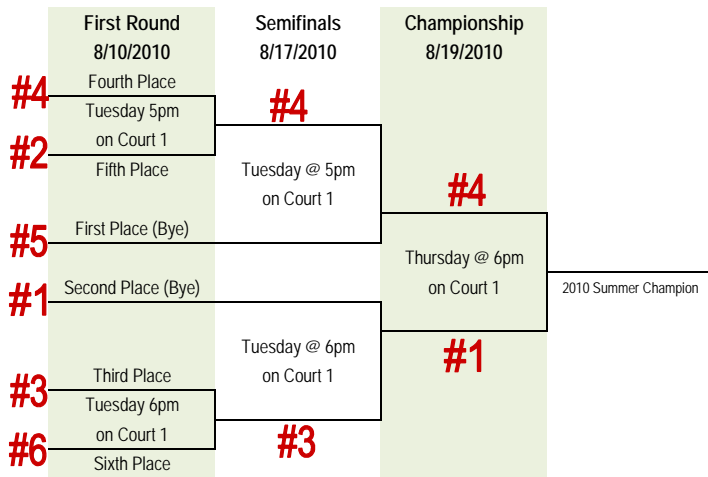 First Round
8/10/2010
Semifinals
8/17/2010
Championship
8/19/2010
#4
Fourth Place
Tuesday 5pm
on Court 1
#2
Fifth Place
#4
Tuesday @ 5pm
on Court 1
#5
First Place (Bye)
#4
Thursday @ 6pm
on Court 1
2010 Summer Champion
#1
Second Place (Bye)
Tuesday @ 6pm
on Court 1
#1
#3
Third Place
Tuesday 6pm
on Court 1
#6
Sixth Place
#3